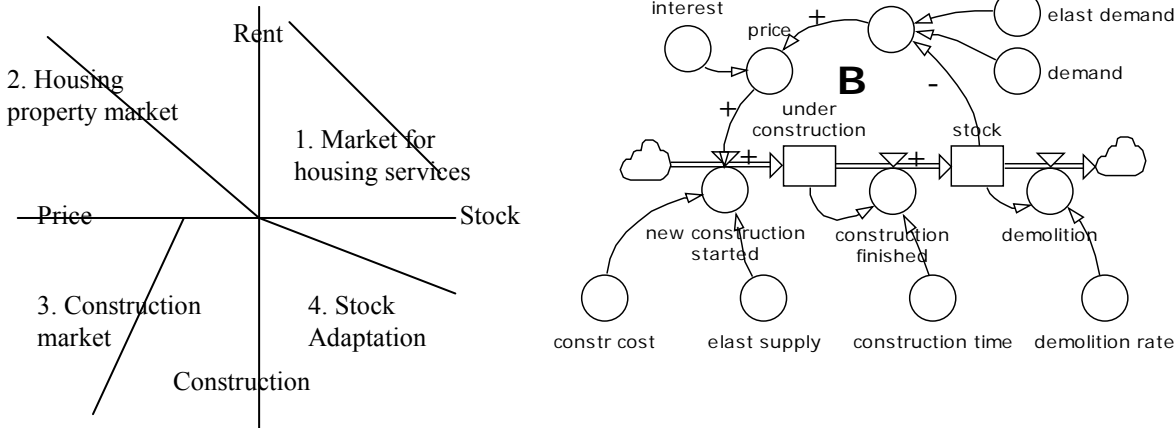 Rent
2. Housing
property market
1. Market for
housing services
Price
Stock
3. Construction
market
4. Stock
Adaptation
Construction
interest
price
+
elast demand
demand
B
-
+
under
construction
stock
+
+
new construction
started
construction
finished
demolition
constr cost
elast supply
construction time
demolition rate